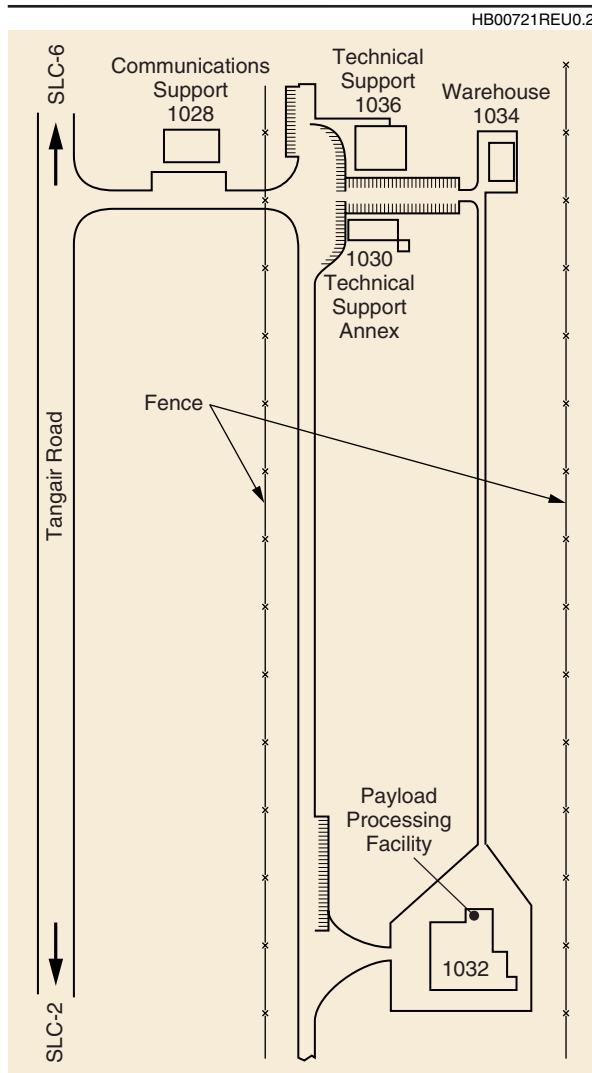 HB00721REU0.2
SLC-6
Communications
Support
1028
Technical
Support
1036
Warehouse
1034
1030
Technical
Support
Annex
Fence
Tangair Road
Payload
Processing
Facility
1032
SLC-2